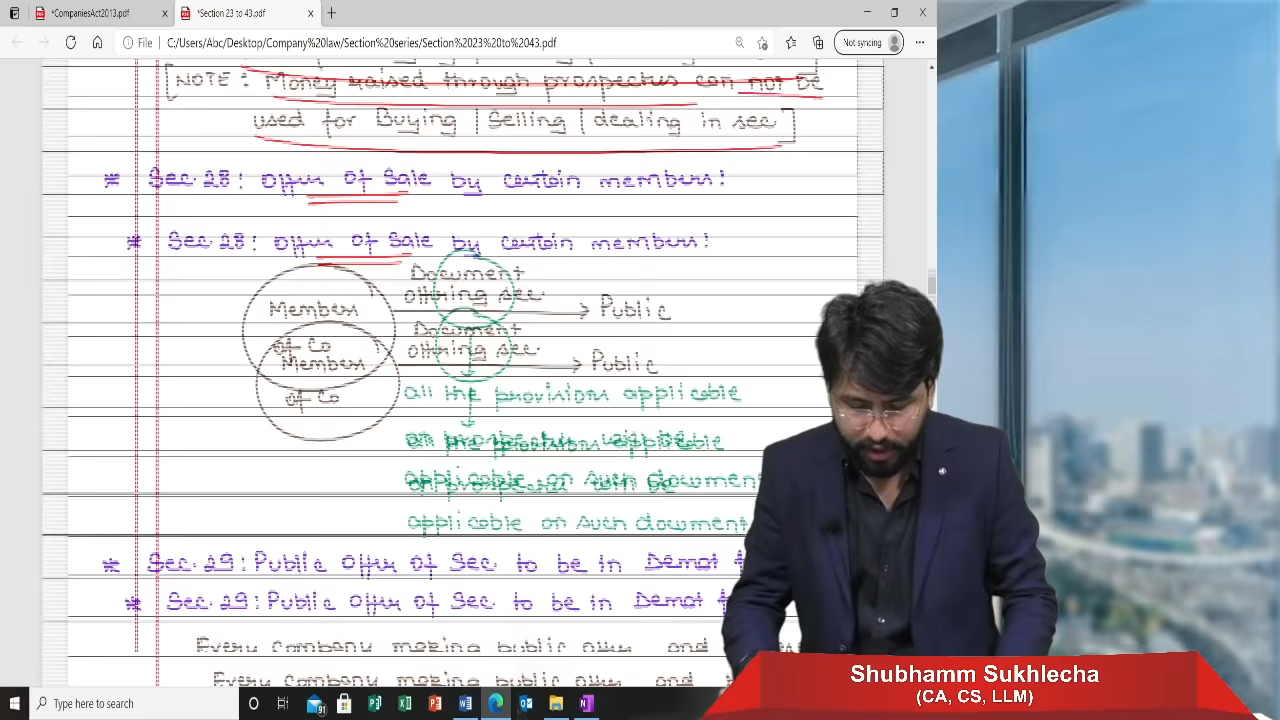 *CompaniesAct2013.pdf
*Section 23 to 43.pdf
File C:/Users/Abc/Desktop/Company%20law/Section%20series/Section%2023%20to%2043.pdf
Not syncing
[NOTE : Money raised through prospectus can not be
used for Buying | Selling | dealing in sec]
* Sec 28: Offer Of Sale by certain members!
* Sec 28: Offer Of Sale by certain members!
Document
offering sec.
Members
of Co
Public
Document
offering sec.
Members
of Co
Public
all the provisions applicable
on prospectus will be
applicable on such document
applicable on such document
* Sec 29: Public Offer of Sec to be in Demat
* Sec 29: Public Offer of Sec to be in Demat
Every company making public offer and
Every company making public offer and
Type here to search
Shubhamm Sukhlecha
(CA, CS, LLM)